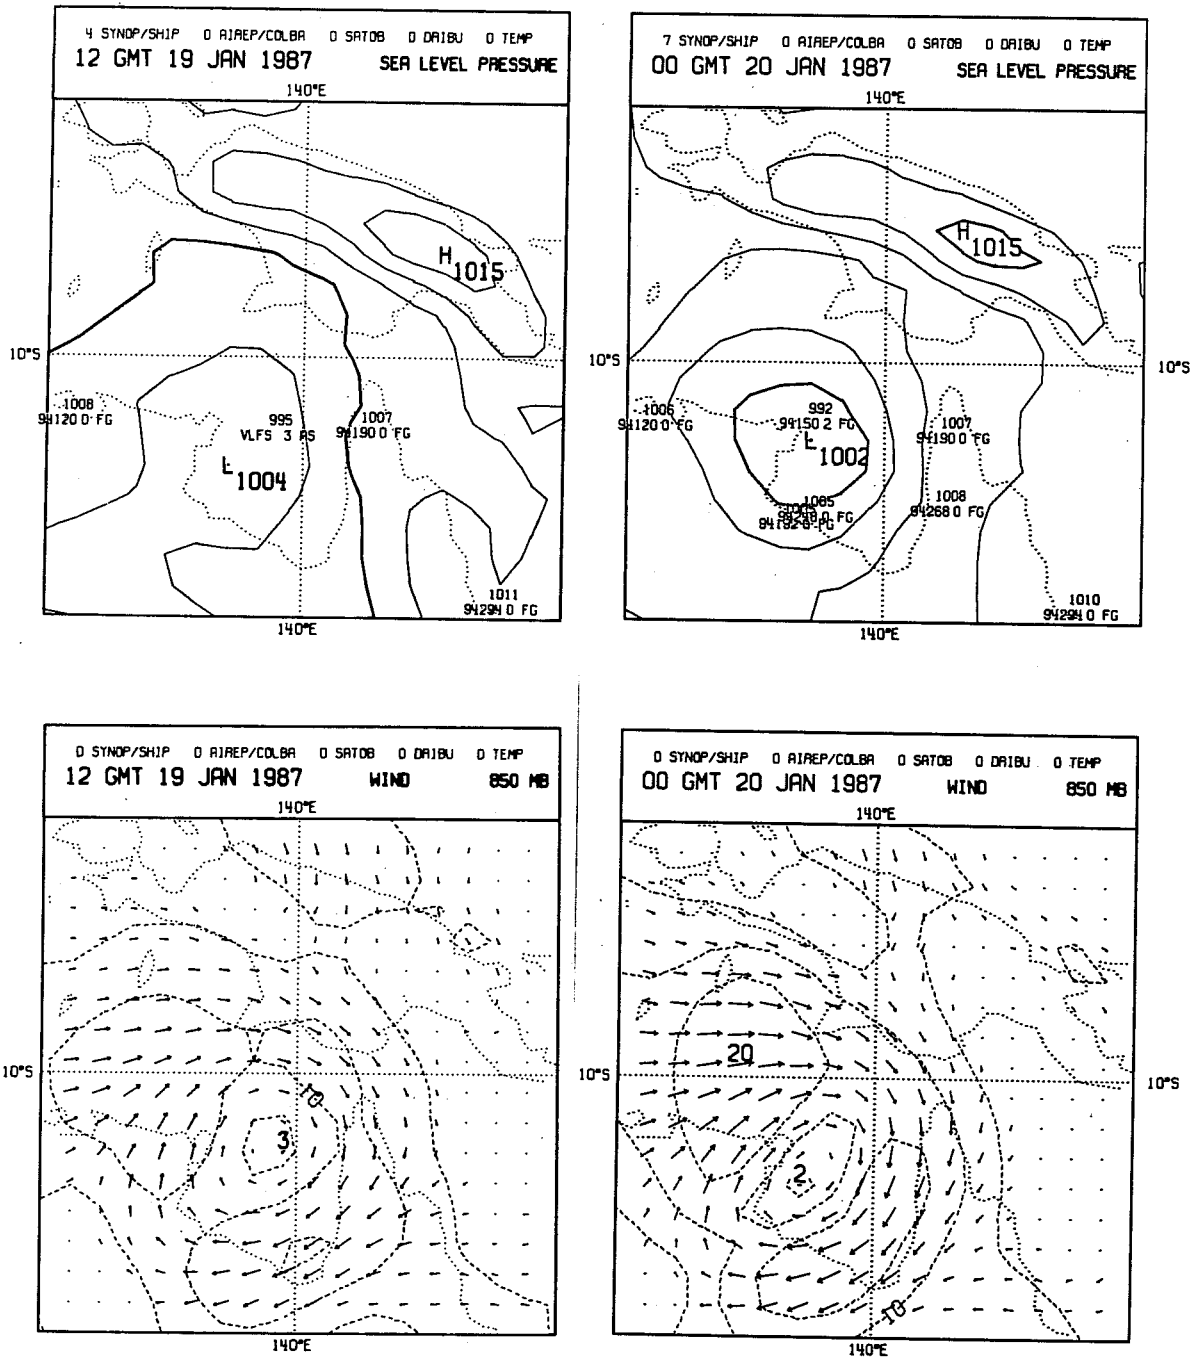 4 SYNOP/SHIP 0 AIREP/COLBA 0 SATOB 0 DRIBU 0 TEMP
12 GMT 19 JAN 1987 SEA LEVEL PRESSURE
140°E
H 1015
10°S
1008
94120 0 FG
995
VLFS 3 AS
1007
94190 0 FG
L 1004
1011
94294 0 FG
140°E
7 SYNOP/SHIP 0 AIREP/COLBA 0 SATOB 0 DRIBU 0 TEMP
00 GMT 20 JAN 1987 SEA LEVEL PRESSURE
140°E
H 1015
10°S
10°S
1006
94120 0 FG
992
94150 2 FG
1007
94190 0 FG
L 1002
1005
1008
94268 0 FG
1010
94294 0 FG
140°E
0 SYNOP/SHIP 0 AIREP/COLBA 0 SATOB 0 DRIBU 0 TEMP
12 GMT 19 JAN 1987 WIND 850 MB
140°E
10°S
10
3
140°E
0 SYNOP/SHIP 0 AIREP/COLBA 0 SATOB 0 DRIBU 0 TEMP
00 GMT 20 JAN 1987 WIND 850 MB
140°E
20
10°S
10°S
2
10
140°E